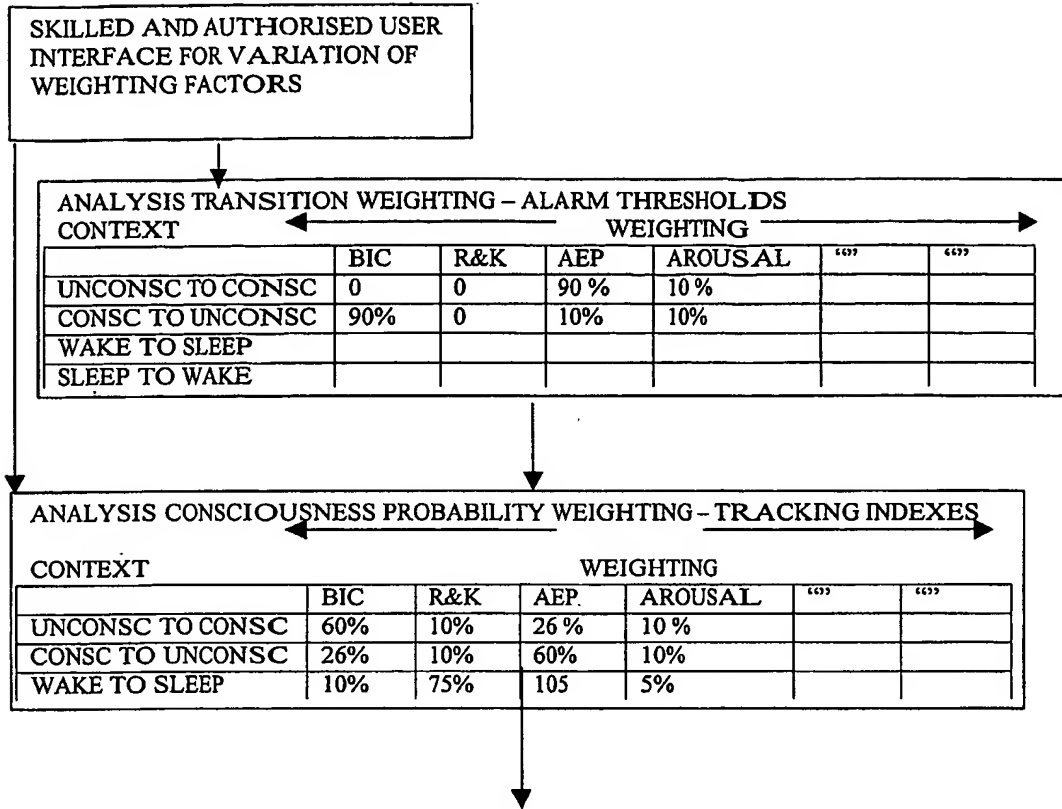 SKILLED AND AUTHORISED USER
INTERFACE FOR VARIATION OF
WEIGHTING FACTORS
ANALYSIS TRANSITION WEIGHTING – ALARM THRESHOLDS
CONTEXT WEIGHTING
BIC R&K AEP AROUSAL “” “”
UNCONSC TO CONSC 0 0 90 % 10 %
CONSC TO UNCONSC 90% 0 10% 10%
WAKE TO SLEEP
SLEEP TO WAKE
ANALYSIS CONSCIOUSNESS PROBABILITY WEIGHTING – TRACKING INDEXES
CONTEXT WEIGHTING
BIC R&K AEP. AROUSAL “” “”
UNCONSC TO CONSC 60% 10% 26 % 10 %
CONSC TO UNCONSC 26% 10% 60% 10%
WAKE TO SLEEP 10% 75% 105 5%